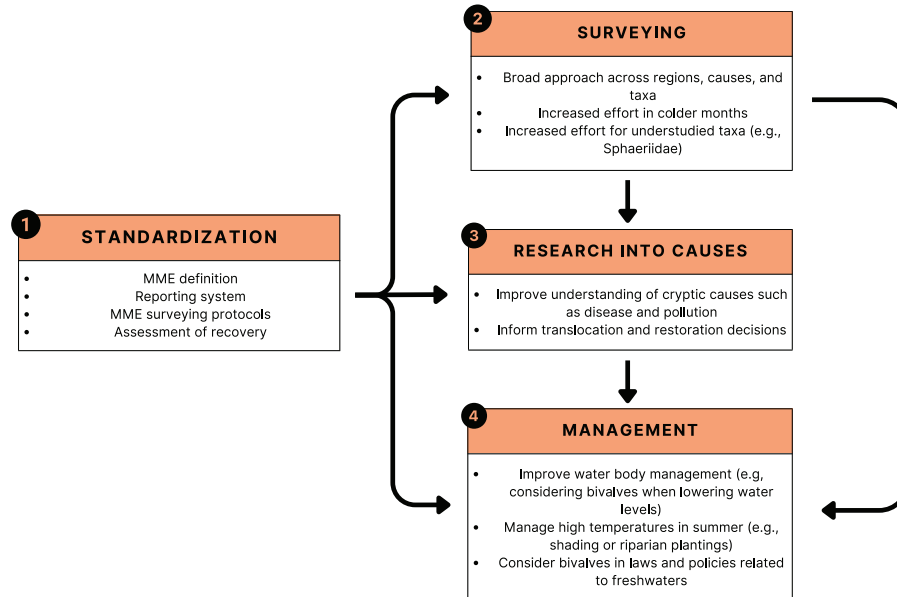 1
STANDARDIZATION
• MME definition
• Reporting system
• MME surveying protocols
• Assessment of recovery
2
SURVEYING
• Broad approach across regions, causes, and
taxa
• Increased effort in colder months
• Increased effort for understudied taxa (e.g.,
Sphaeriidae)
3
RESEARCH INTO CAUSES
• Improve understanding of cryptic causes such
as disease and pollution
• Inform translocation and restoration decisions
4
MANAGEMENT
• Improve water body management (e.g,
considering bivalves when lowering water
levels)
• Manage high temperatures in summer (e.g.,
shading or riparian plantings)
• Consider bivalves in laws and policies related
to freshwaters